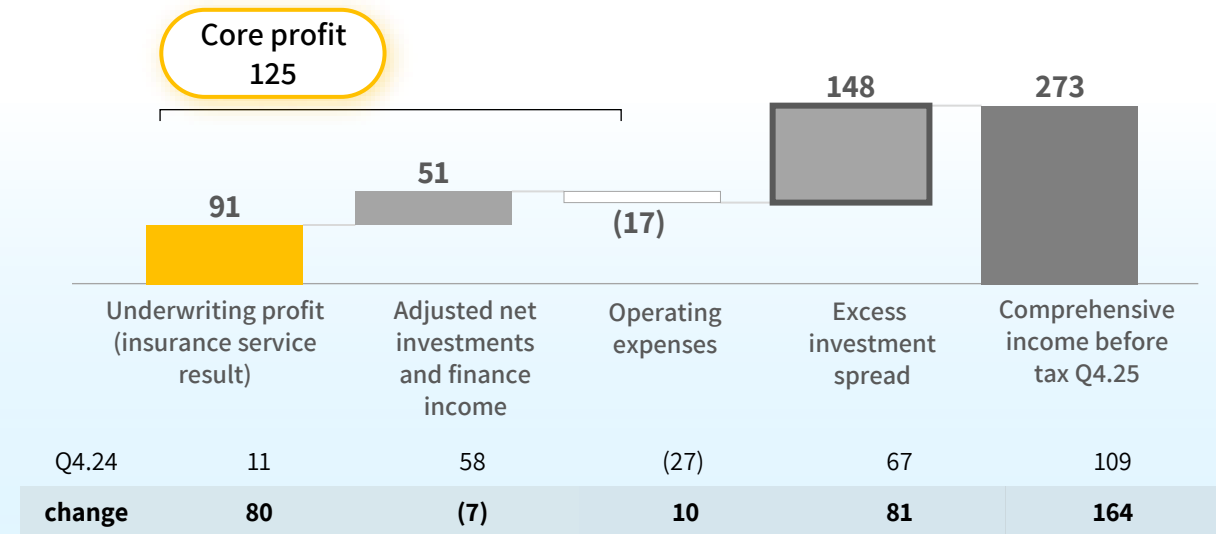 Core profit
125
148
273
51
91
(17)
Underwriting profit
(insurance service
result)
Adjusted net
investments
and finance
income
Operating
expenses
Excess
investment
spread
Comprehensive
income before
tax Q4.25
Q4.24 11 58 (27) 67 109
change 80 (7) 10 81 164